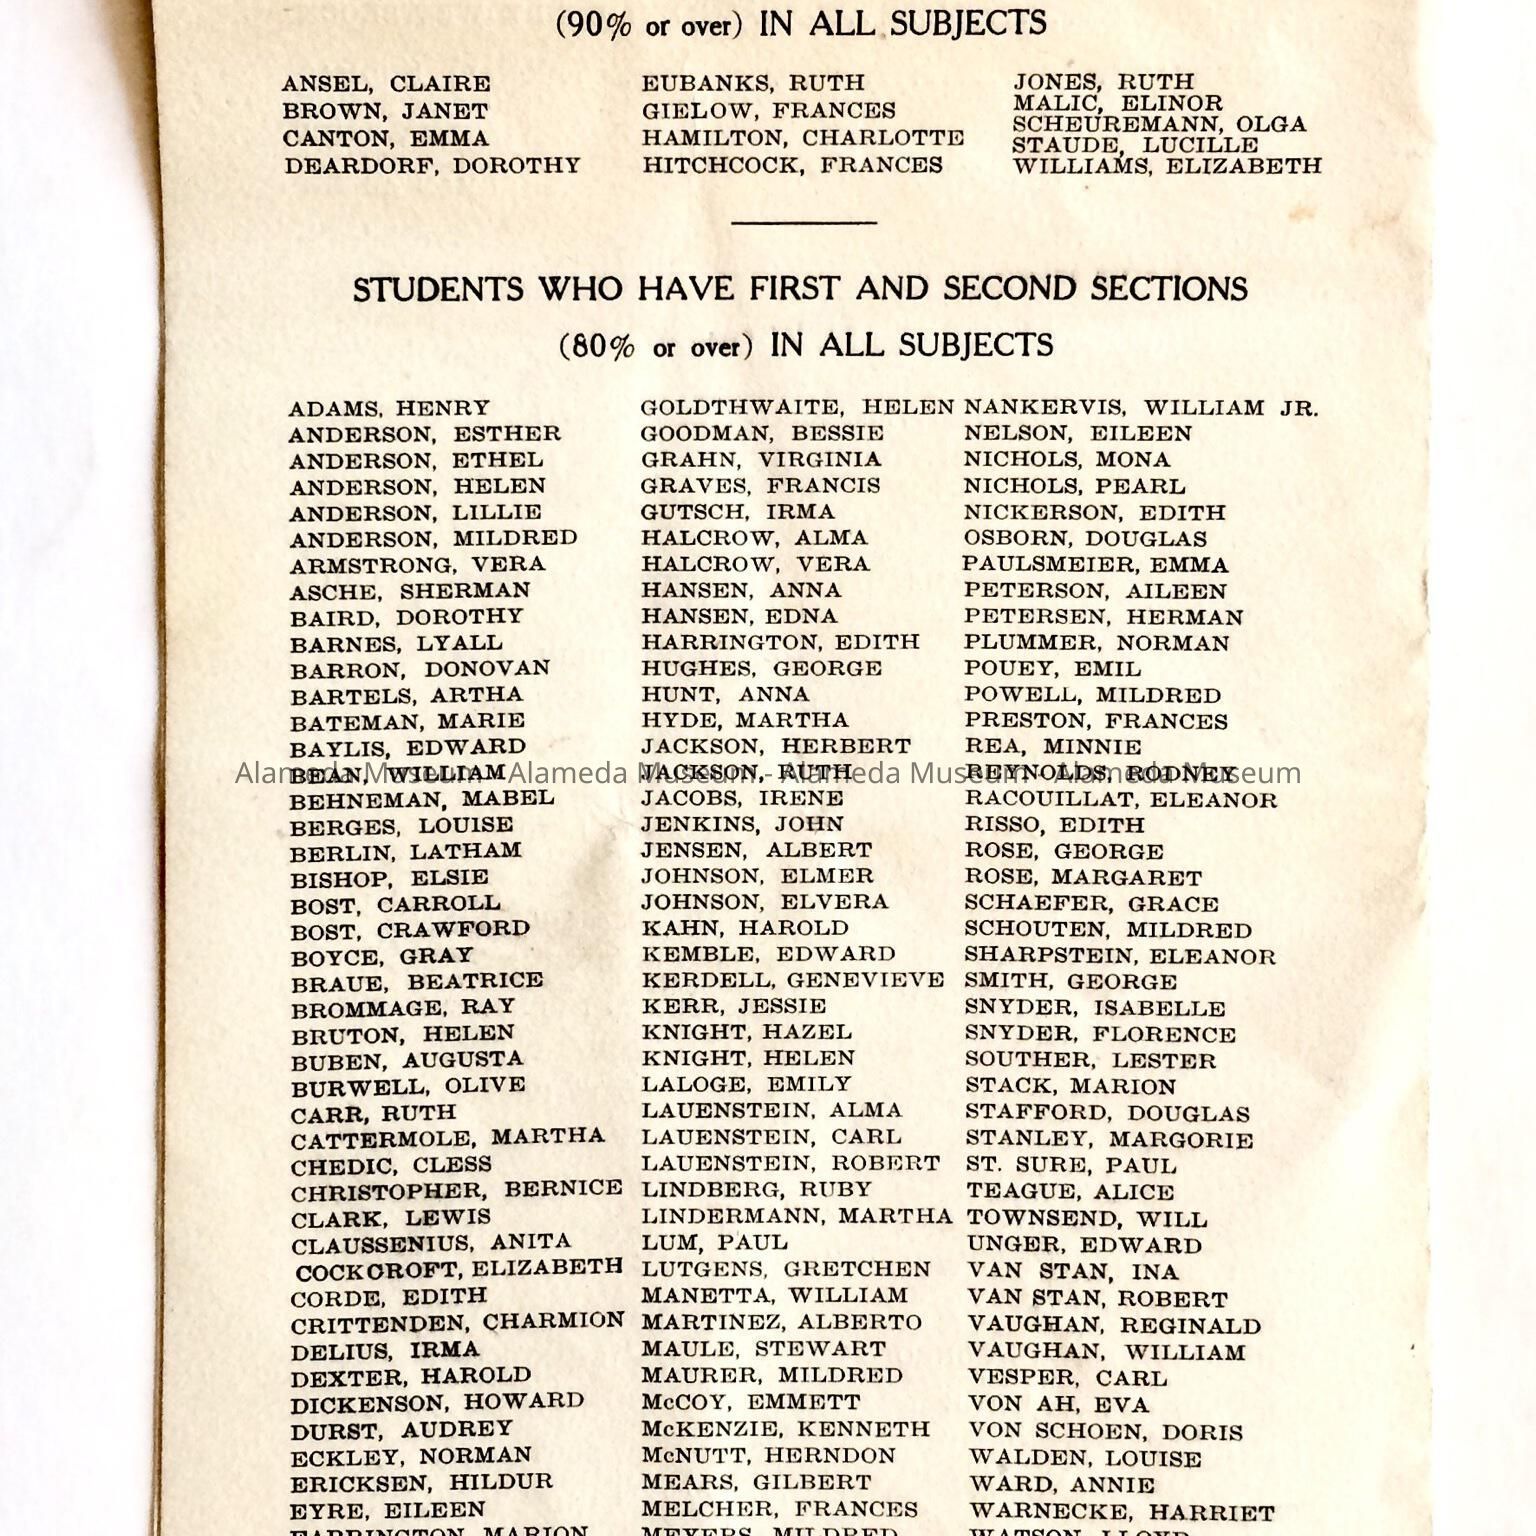 (90% or over) IN ALL SUBJECTS
ANSEL, CLAIRE
BROWN, JANET
CANTON, EMMA
DEARDORF, DOROTHY
EUBANKS, RUTH
GIELOW, FRANCES
HAMILTON, CHARLOTTE
HITCHCOCK, FRANCES
JONES, RUTH
MALIC, ELINOR
SCHEUREMANN, OLGA
STAUDE, LUCILLE
WILLIAMS, ELIZABETH
STUDENTS WHO HAVE FIRST AND SECOND SECTIONS
(80% or over) IN ALL SUBJECTS
ADAMS, HENRY
ANDERSON, ESTHER
ANDERSON, ETHEL
ANDERSON, HELEN
ANDERSON, LILLIE
ANDERSON, MILDRED
ARMSTRONG, VERA
ASCHE, SHERMAN
BAIRD, DOROTHY
BARNES, LYALL
BARRON, DONOVAN
BARTELS, ARTHA
BATEMAN, MARIE
BAYLIS, EDWARD
BEAN, WILLIAM
BEHNEMAN, MABEL
BERGES, LOUISE
BERLIN, LATHAM
BISHOP, ELSIE
BOST, CARROLL
BOST, CRAWFORD
BOYCE, GRAY
BRAUE, BEATRICE
BROMMAGE, RAY
BRUTON, HELEN
BUBEN, AUGUSTA
BURWELL, OLIVE
CARR, RUTH
CATTERMOLE, MARTHA
CHEDIC, CLESS
CHRISTOPHER, BERNICE
CLARK, LEWIS
CLAUSSENIUS, ANITA
COCKCROFT, ELIZABETH
CORDE, EDITH
CRITTENDEN, CHARMION
DELIUS, IRMA
DEXTER, HAROLD
DICKENSON, HOWARD
DURST, AUDREY
ECKLEY, NORMAN
ERICKSEN, HILDUR
EYRE, EILEEN
FARRINGTON, MARION
GOLDTHWAITE, HELEN
GOODMAN, BESSIE
GRAHN, VIRGINIA
GRAVES, FRANCIS
GUTSCH, IRMA
HALCROW, ALMA
HALCROW, VERA
HANSEN, ANNA
HANSEN, EDNA
HARRINGTON, EDITH
HUGHES, GEORGE
HUNT, ANNA
HYDE, MARTHA
JACKSON, HERBERT
JACKSON, RUTH
JACOBS, IRENE
JENKINS, JOHN
JENSEN, ALBERT
JOHNSON, ELMER
JOHNSON, ELVERA
KAHN, HAROLD
KEMBLE, EDWARD
KERDELL, GENEVIEVE
KERR, JESSIE
KNIGHT, HAZEL
KNIGHT, HELEN
LALOGE, EMILY
LAUENSTEIN, ALMA
LAUENSTEIN, CARL
LAUENSTEIN, ROBERT
LINDBERG, RUBY
LINDERMANN, MARTHA
LUM, PAUL
LUTGENS, GRETCHEN
MANETTA, WILLIAM
MARTINEZ, ALBERTO
MAULE, STEWART
MAURER, MILDRED
McCOY, EMMETT
McKENZIE, KENNETH
McNUTT, HERNDON
MEARS, GILBERT
MELCHER, FRANCES
MEYERS, MILDRED
NANKERVIS, WILLIAM JR.
NELSON, EILEEN
NICHOLS, MONA
NICHOLS, PEARL
NICKERSON, EDITH
OSBORN, DOUGLAS
PAULSMEIER, EMMA
PETERSON, AILEEN
PETERSEN, HERMAN
PLUMMER, NORMAN
POUEY, EMIL
POWELL, MILDRED
PRESTON, FRANCES
REA, MINNIE
REYNOLDS, RODNEY
RACOUILLAT, ELEANOR
RISSO, EDITH
ROSE, GEORGE
ROSE, MARGARET
SCHAEFER, GRACE
SCHOUTEN, MILDRED
SHARPSTEIN, ELEANOR
SMITH, GEORGE
SNYDER, ISABELLE
SNYDER, FLORENCE
SOUTHER, LESTER
STACK, MARION
STAFFORD, DOUGLAS
STANLEY, MARGORIE
ST. SURE, PAUL
TEAGUE, ALICE
TOWNSEND, WILL
UNGER, EDWARD
VAN STAN, INA
VAN STAN, ROBERT
VAUGHAN, REGINALD
VAUGHAN, WILLIAM
VESPER, CARL
VON AH, EVA
VON SCHOEN, DORIS
WALDEN, LOUISE
WARD, ANNIE
WARNECKE, HARRIET
WATSON, LLOYD
Alameda Museum - Alameda Museum - Alameda Museum - Alameda Museum